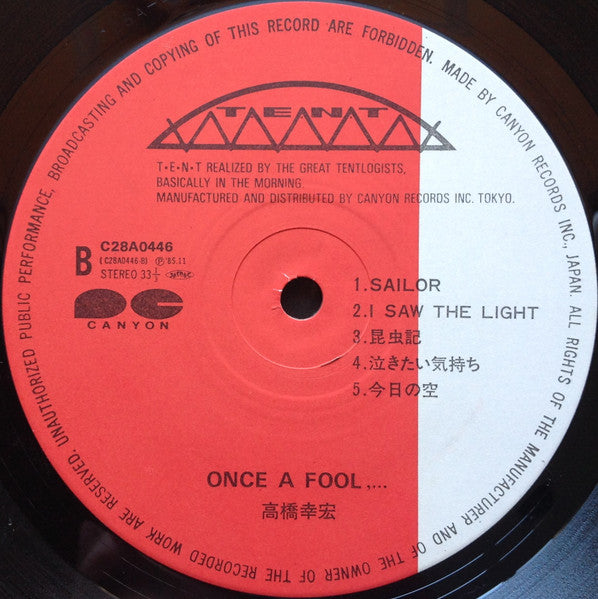 UNAUTHORIZED PUBLIC PERFORMANCE, BROADCASTING AND COPYING OF THIS RECORD ARE FORBIDDEN. MADE BY CANYON RECORDS INC., JAPAN. ALL RIGHTS OF THE MANUFACTURER AND OF THE OWNER OF THE RECORDED WORK ARE RESERVED.
TENT
T•E•N•T REALIZED BY THE GREAT TENTLOGISTS,
BASICALLY IN THE MORNING.
MANUFACTURED AND DISTRIBUTED BY CANYON RECORDS INC. TOKYO.
B
C28A0446
(C28A0446-B) Ⓟ'85.11
STEREO 33⅓
CANYON
1.SAILOR
2.I SAW THE LIGHT
3.昆虫記
4.泣きたい気持ち
5.今日の空
ONCE A FOOL,...
高橋幸宏